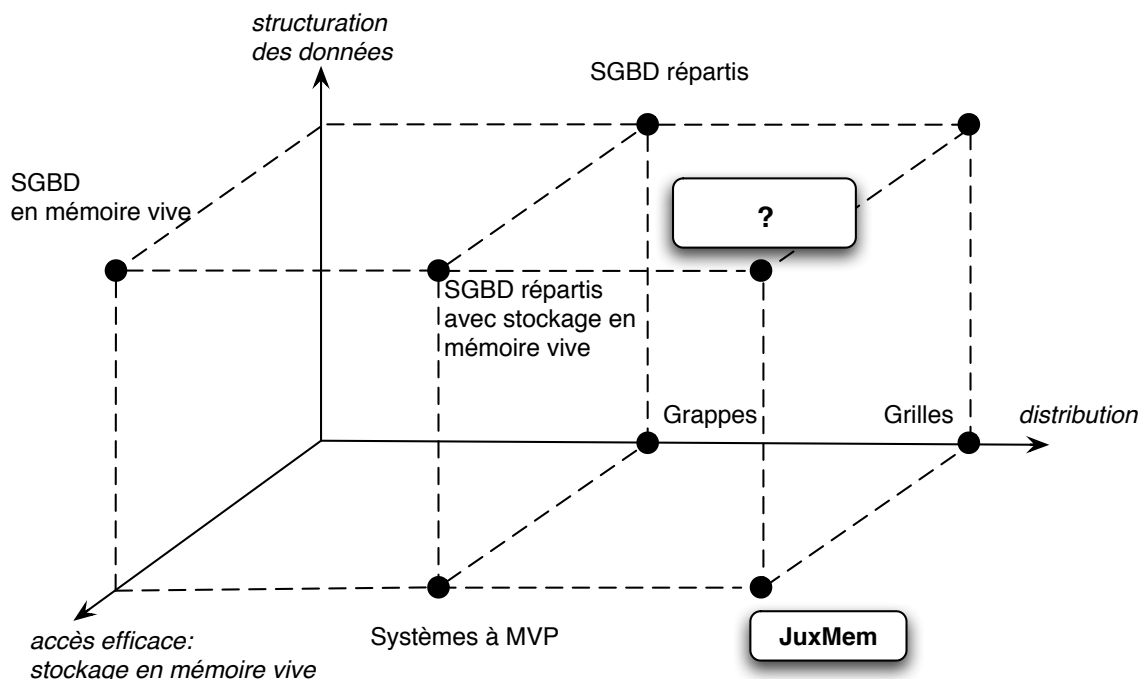 structuration
des données
SGBD répartis
SGBD
en mémoire vive
?
SGBD répartis
avec stockage en
mémoire vive
Grappes
Grilles
distribution
Systèmes à MVP
JuxMem
accès efficace:
stockage en mémoire vive